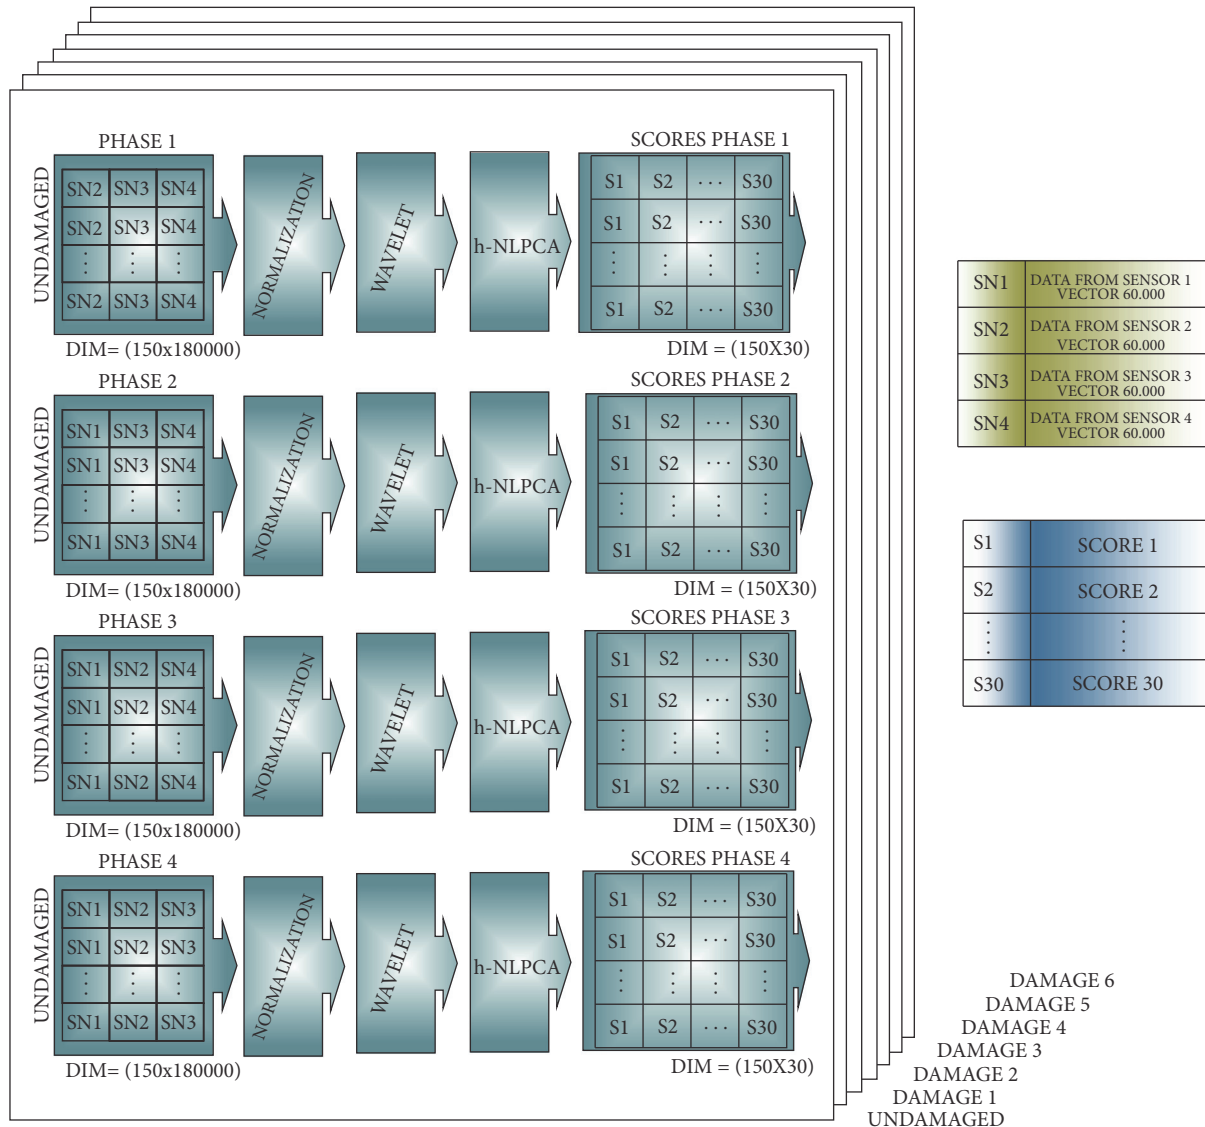 PHASE 1
SCORES PHASE 1
UNDAMAGED
SN2 SN3 SN4
SN2 SN3 SN4
⋮ ⋮ ⋮
SN2 SN3 SN4
NORMALIZATION
WAVELET
h-NLPCA
S1 S2 ··· S30
S1 S2 ··· S30
⋮ ⋮ ⋮ ⋮
S1 S2 ··· S30
DIM= (150x180000)
DIM = (150X30)
PHASE 2
SCORES PHASE 2
UNDAMAGED
SN1 SN3 SN4
SN1 SN3 SN4
⋮ ⋮ ⋮
SN1 SN3 SN4
NORMALIZATION
WAVELET
h-NLPCA
S1 S2 ··· S30
S1 S2 ··· S30
⋮ ⋮ ⋮ ⋮
S1 S2 ··· S30
DIM= (150x180000)
DIM = (150X30)
PHASE 3
SCORES PHASE 3
UNDAMAGED
SN1 SN2 SN4
SN1 SN2 SN4
⋮ ⋮ ⋮
SN1 SN2 SN4
NORMALIZATION
WAVELET
h-NLPCA
S1 S2 ··· S30
S1 S2 ··· S30
⋮ ⋮ ⋮ ⋮
S1 S2 ··· S30
DIM= (150x180000)
DIM = (150X30)
PHASE 4
SCORES PHASE 4
UNDAMAGED
SN1 SN2 SN3
SN1 SN2 SN3
⋮ ⋮ ⋮
SN1 SN2 SN3
NORMALIZATION
WAVELET
h-NLPCA
S1 S2 ··· S30
S1 S2 ··· S30
⋮ ⋮ ⋮ ⋮
S1 S2 ··· S30
DIM= (150x180000)
DIM = (150X30)
SN1 DATA FROM SENSOR 1
VECTOR 60.000
SN2 DATA FROM SENSOR 2
VECTOR 60.000
SN3 DATA FROM SENSOR 3
VECTOR 60.000
SN4 DATA FROM SENSOR 4
VECTOR 60.000
S1 SCORE 1
S2 SCORE 2
⋮ ⋮
S30 SCORE 30
DAMAGE 6
DAMAGE 5
DAMAGE 4
DAMAGE 3
DAMAGE 2
DAMAGE 1
UNDAMAGED